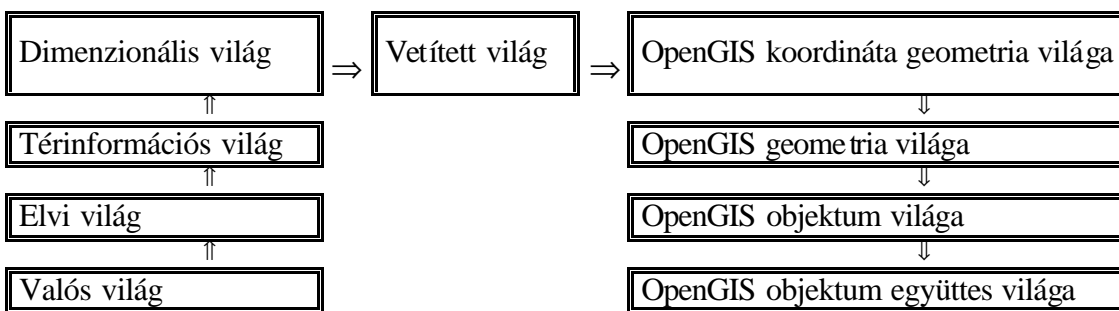 Dimenzionális világ ⇒ Vetített világ ⇒ OpenGIS koordináta geometria világa
⇑ ⇓
Térinformációs világ OpenGIS geometria világa
⇑ ⇓
Elvi világ OpenGIS objektum világa
⇑ ⇓
Valós világ OpenGIS objektum együttes világa